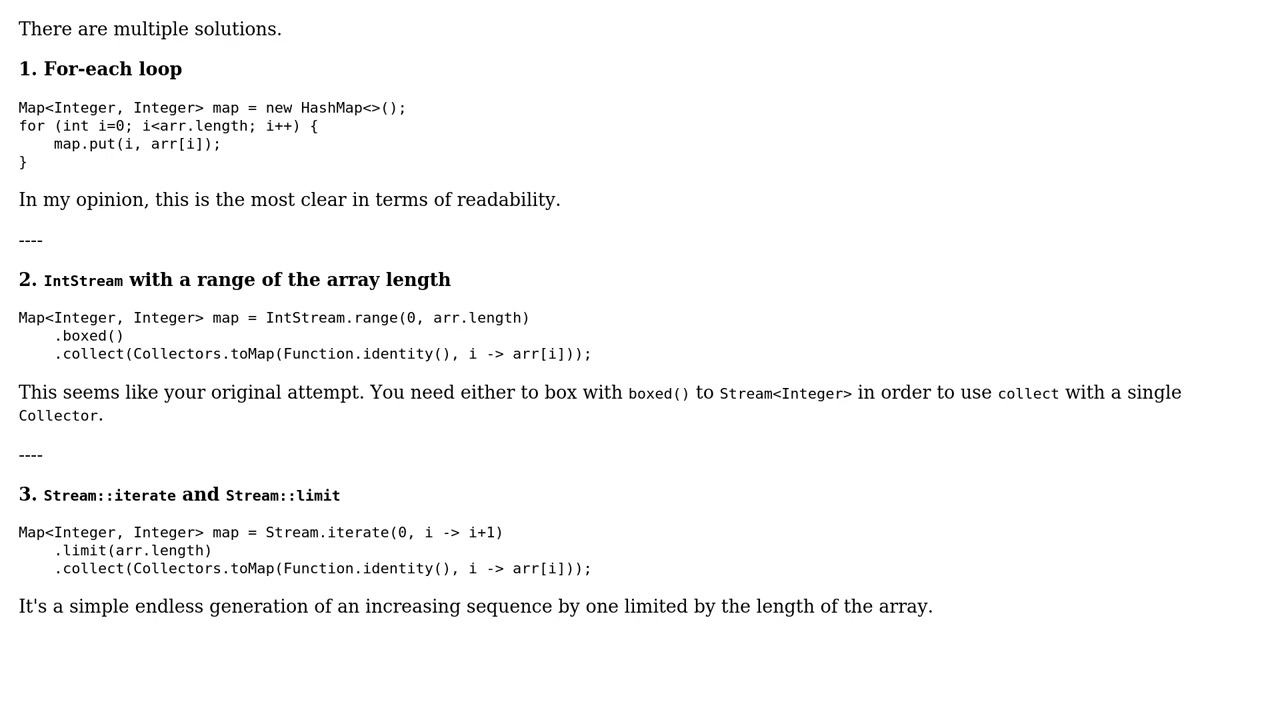 There are multiple solutions.
1. For-each loop
Map<Integer, Integer> map = new HashMap<>();
for (int i=0; i<arr.length; i++) {
    map.put(i, arr[i]);
}
In my opinion, this is the most clear in terms of readability.
----
2. IntStream with a range of the array length
Map<Integer, Integer> map = IntStream.range(0, arr.length)
    .boxed()
    .collect(Collectors.toMap(Function.identity(), i -> arr[i]));
This seems like your original attempt. You need either to box with boxed() to Stream<Integer> in order to use collect with a single
Collector.
----
3. Stream::iterate and Stream::limit
Map<Integer, Integer> map = Stream.iterate(0, i -> i+1)
    .limit(arr.length)
    .collect(Collectors.toMap(Function.identity(), i -> arr[i]));
It's a simple endless generation of an increasing sequence by one limited by the length of the array.